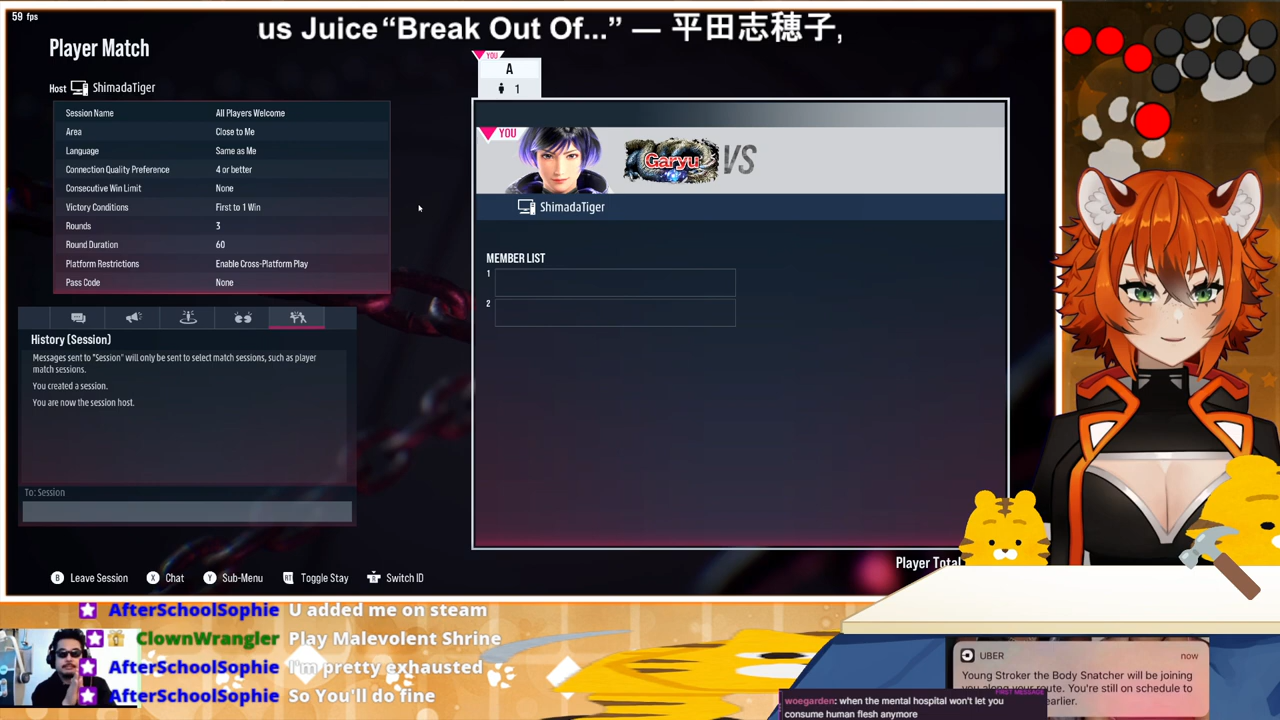 59 fps
us Juice “Break Out Of...” — 平田志穂子,
Player Match
Host ShimadaTiger
Session Name All Players Welcome
Area Close to Me
Language Same as Me
Connection Quality Preference 4 or better
Consecutive Win Limit None
Victory Conditions First to 1 Win
Rounds 3
Round Duration 60
Platform Restrictions Enable Cross-Platform Play
Pass Code None
History (Session)
Messages sent to "Session" will only be sent to select match sessions, such as player
match sessions.
You created a session.
You are now the session host.
To: Session
B Leave Session X Chat Y Sub-Menu RT Toggle Stay R Switch ID
YOU
A
1
YOU
Garyu VS
ShimadaTiger
MEMBER LIST
1
2
Player Total
AfterSchoolSophie U added me on steam
ClownWrangler Play Malevolent Shrine
AfterSchoolSophie I'm pretty exhausted
AfterSchoolSophie So You'll do fine
UBER now
Young Stroker the Body Snatcher will be joining
you along your route. You're still on schedule to
earlier.
FIRST MESSAGE
woegarden: when the mental hospital won't let you
consume human flesh anymore